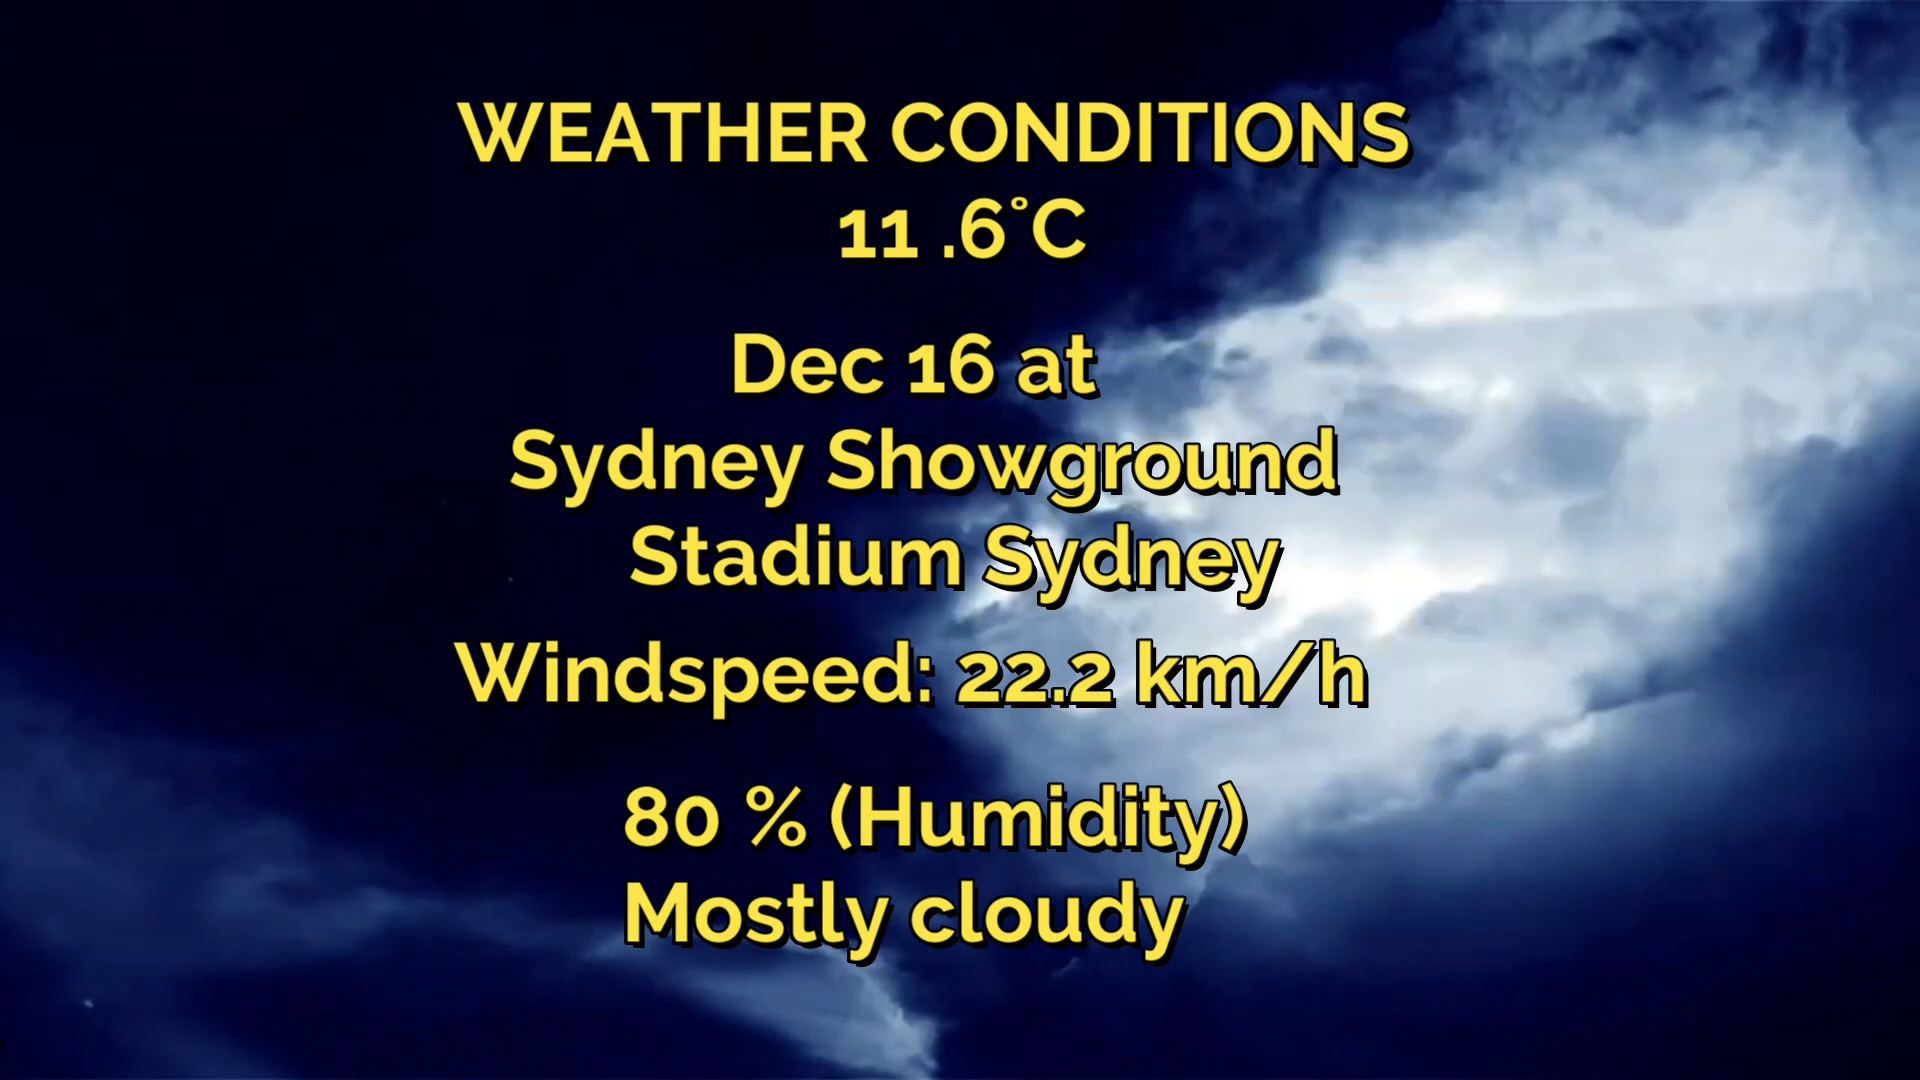 WEATHER CONDITIONS
11 .6°C
Dec 16 at
Sydney Showground
Stadium Sydney
Windspeed: 22.2 km/h
80 % (Humidity)
Mostly cloudy